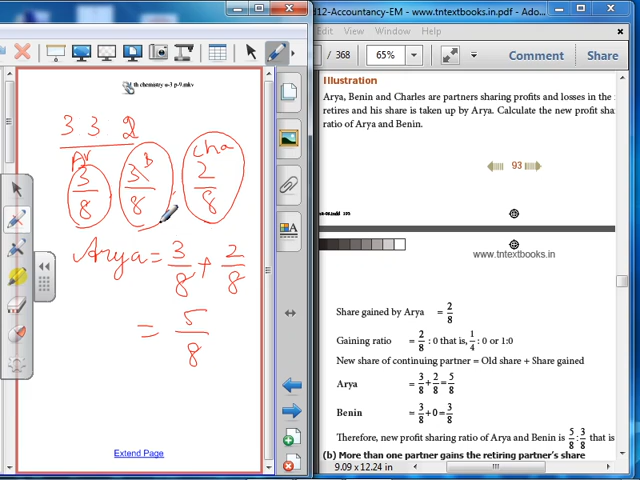 d12-Accountancy-EM - www.tntextbooks.in - Ado...
Edit View Window Help
/ 368 65% Comment Share
th chemistry e-3 p-9.mkv
3 3 2
Ar B Cha
3/8 3/8 2/8
Arya = 3/8 + 2/8
= 5/8
Extend Page
Illustration
Arya, Benin and Charles are partners sharing profits and losses in the
retires and his share is taken up by Arya. Calculate the new profit sha
ratio of Arya and Benin.
93
www.tntextbooks.in
Share gained by Arya = 2/8
Gaining ratio = 2/8 : 0 that is, 1/4 : 0 or 1:0
New share of continuing partner = Old share + Share gained
Arya = 3/8 + 2/8 = 5/8
Benin = 3/8 + 0 = 3/8
Therefore, new profit sharing ratio of Arya and Benin is 5/8 : 3/8 that is
(b) More than one partner gains the retiring partner's share
9.09 x 12.24 in